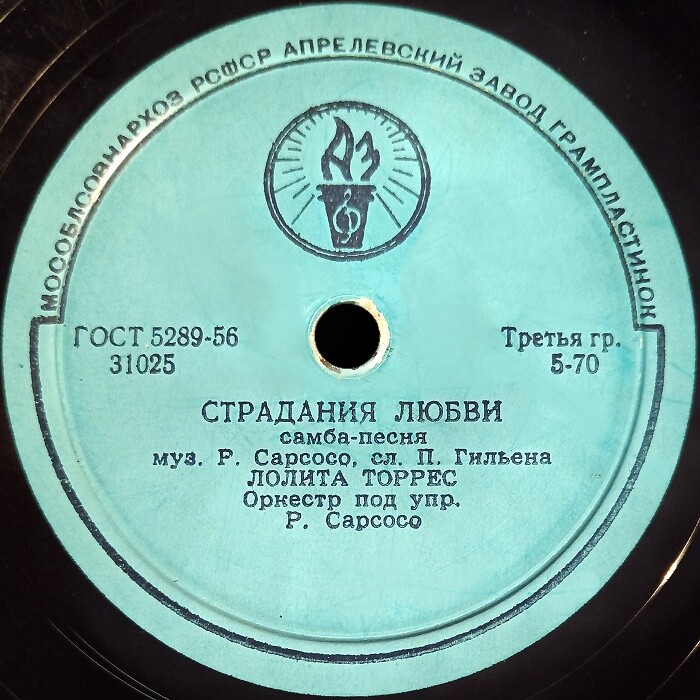 МОСОБЛСОВНАРХОЗ РСФСР АПРЕЛЕВСКИЙ ЗАВОД ГРАМПЛАСТИНОК
АЗ
ГОСТ 5289-56
31025
Третья гр.
5-70
СТРАДАНИЯ ЛЮБВИ
самба-песня
муз. Р. Сарсосо, сл. П. Гильена
ЛОЛИТА ТОРРЕС
Оркестр под упр.
Р. Сарсосо